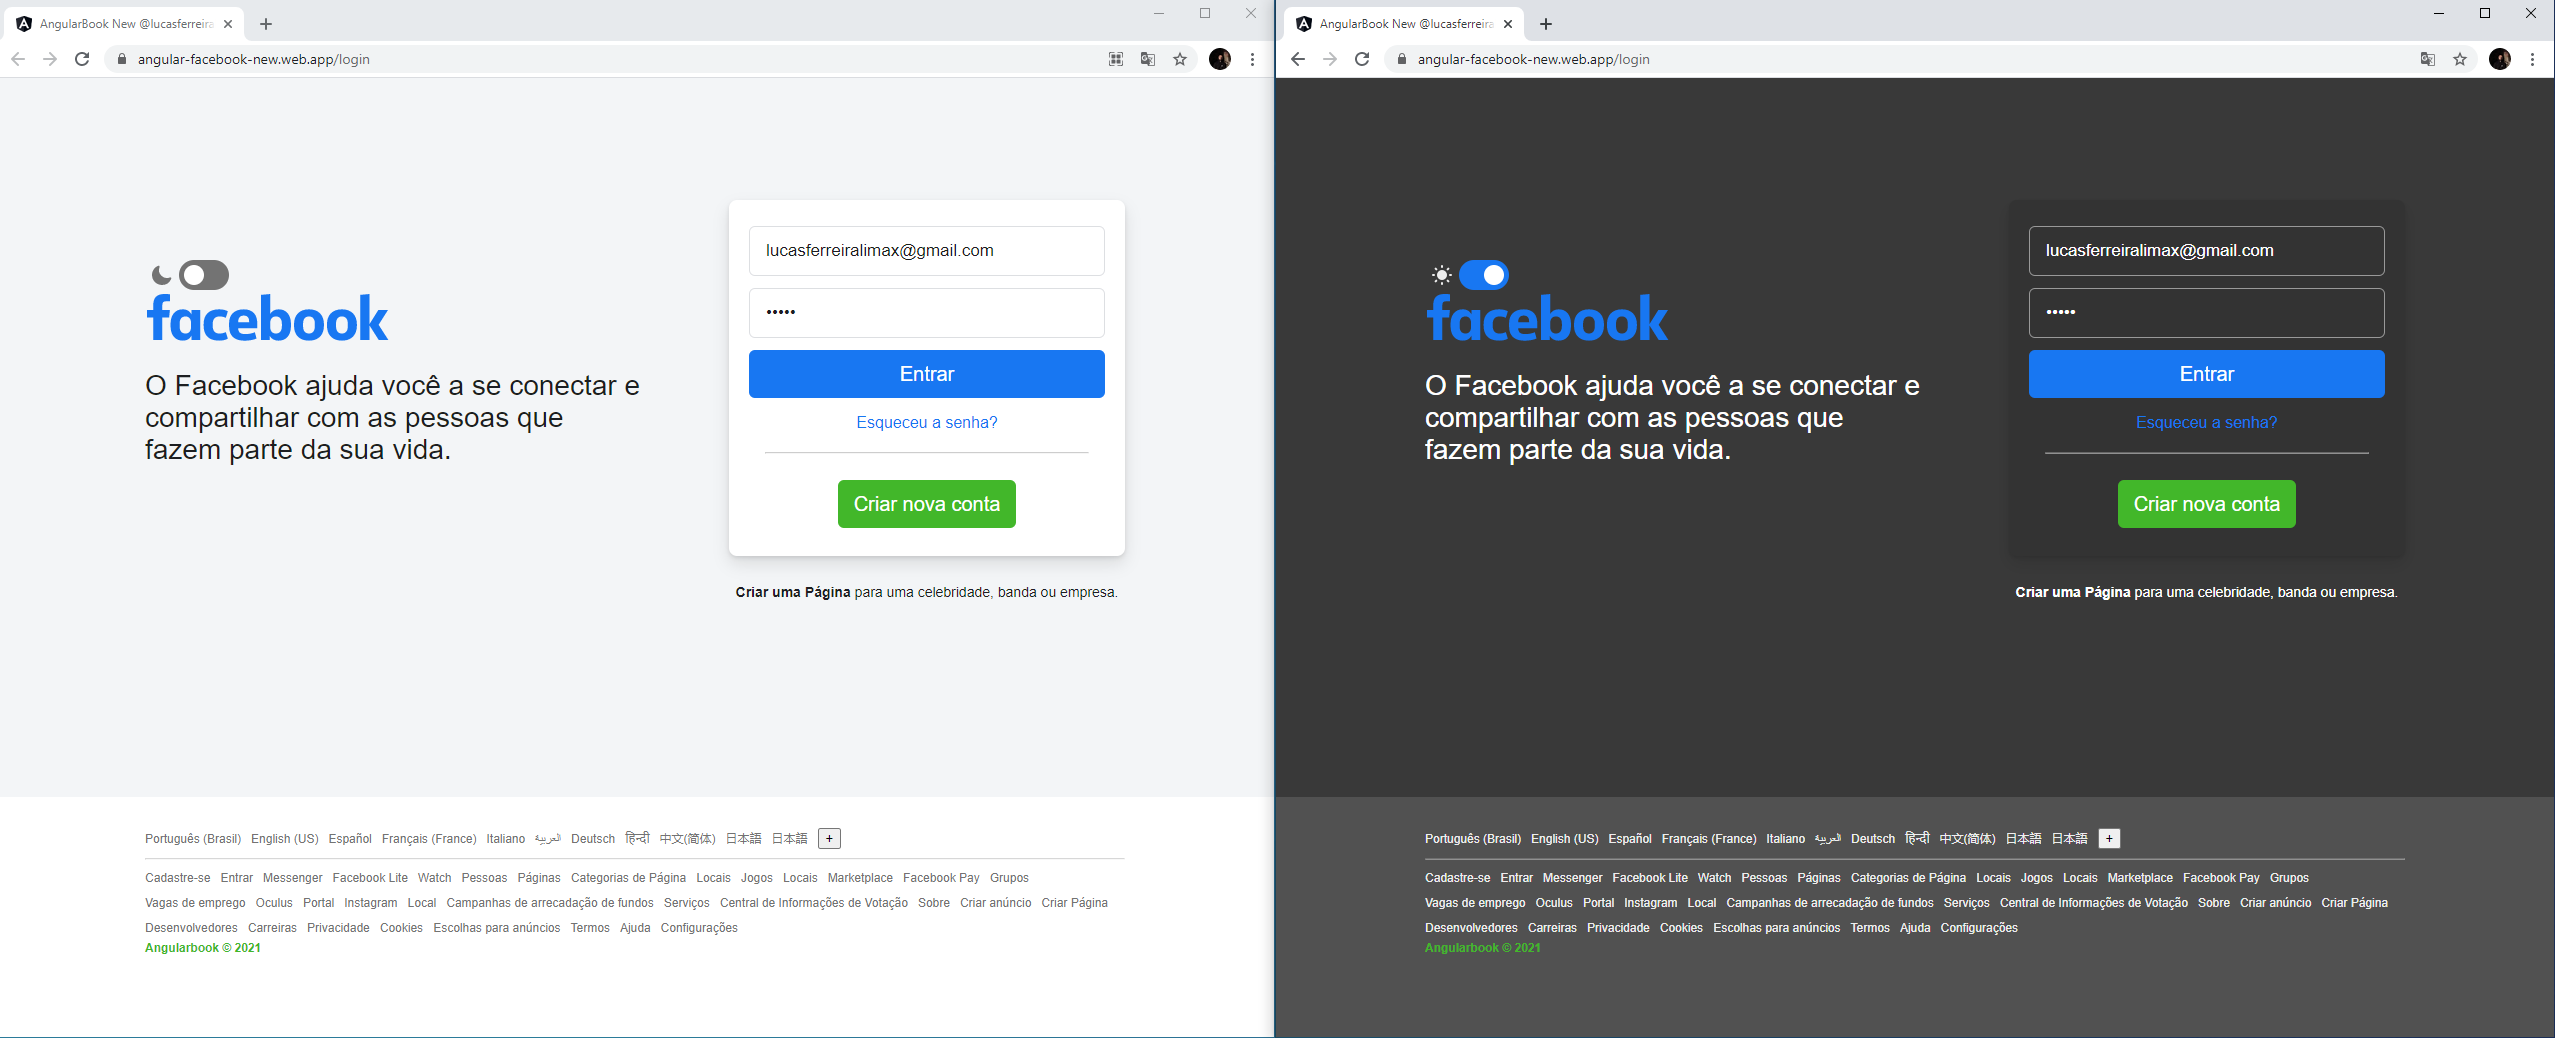 AngularBook New @lucasferreira
angular-facebook-new.web.app/login
facebook
O Facebook ajuda você a se conectar e
compartilhar com as pessoas que
fazem parte da sua vida.
lucasferreiralimax@gmail.com
•••••
Entrar
Esqueceu a senha?
Criar nova conta
Criar uma Página para uma celebridade, banda ou empresa.
Português (Brasil) English (US) Español Français (France) Italiano العربية Deutsch हिन्दी 中文(简体) 日本語 日本語 +
Cadastre-se Entrar Messenger Facebook Lite Watch Pessoas Páginas Categorias de Página Locais Jogos Locais Marketplace Facebook Pay Grupos
Vagas de emprego Oculus Portal Instagram Local Campanhas de arrecadação de fundos Serviços Central de Informações de Votação Sobre Criar anúncio Criar Página
Desenvolvedores Carreiras Privacidade Cookies Escolhas para anúncios Termos Ajuda Configurações
Angularbook © 2021
AngularBook New @lucasferreira
angular-facebook-new.web.app/login
facebook
O Facebook ajuda você a se conectar e
compartilhar com as pessoas que
fazem parte da sua vida.
lucasferreiralimax@gmail.com
•••••
Entrar
Esqueceu a senha?
Criar nova conta
Criar uma Página para uma celebridade, banda ou empresa.
Português (Brasil) English (US) Español Français (France) Italiano العربية Deutsch हिन्दी 中文(简体) 日本語 日本語 +
Cadastre-se Entrar Messenger Facebook Lite Watch Pessoas Páginas Categorias de Página Locais Jogos Locais Marketplace Facebook Pay Grupos
Vagas de emprego Oculus Portal Instagram Local Campanhas de arrecadação de fundos Serviços Central de Informações de Votação Sobre Criar anúncio Criar Página
Desenvolvedores Carreiras Privacidade Cookies Escolhas para anúncios Termos Ajuda Configurações
Angularbook © 2021